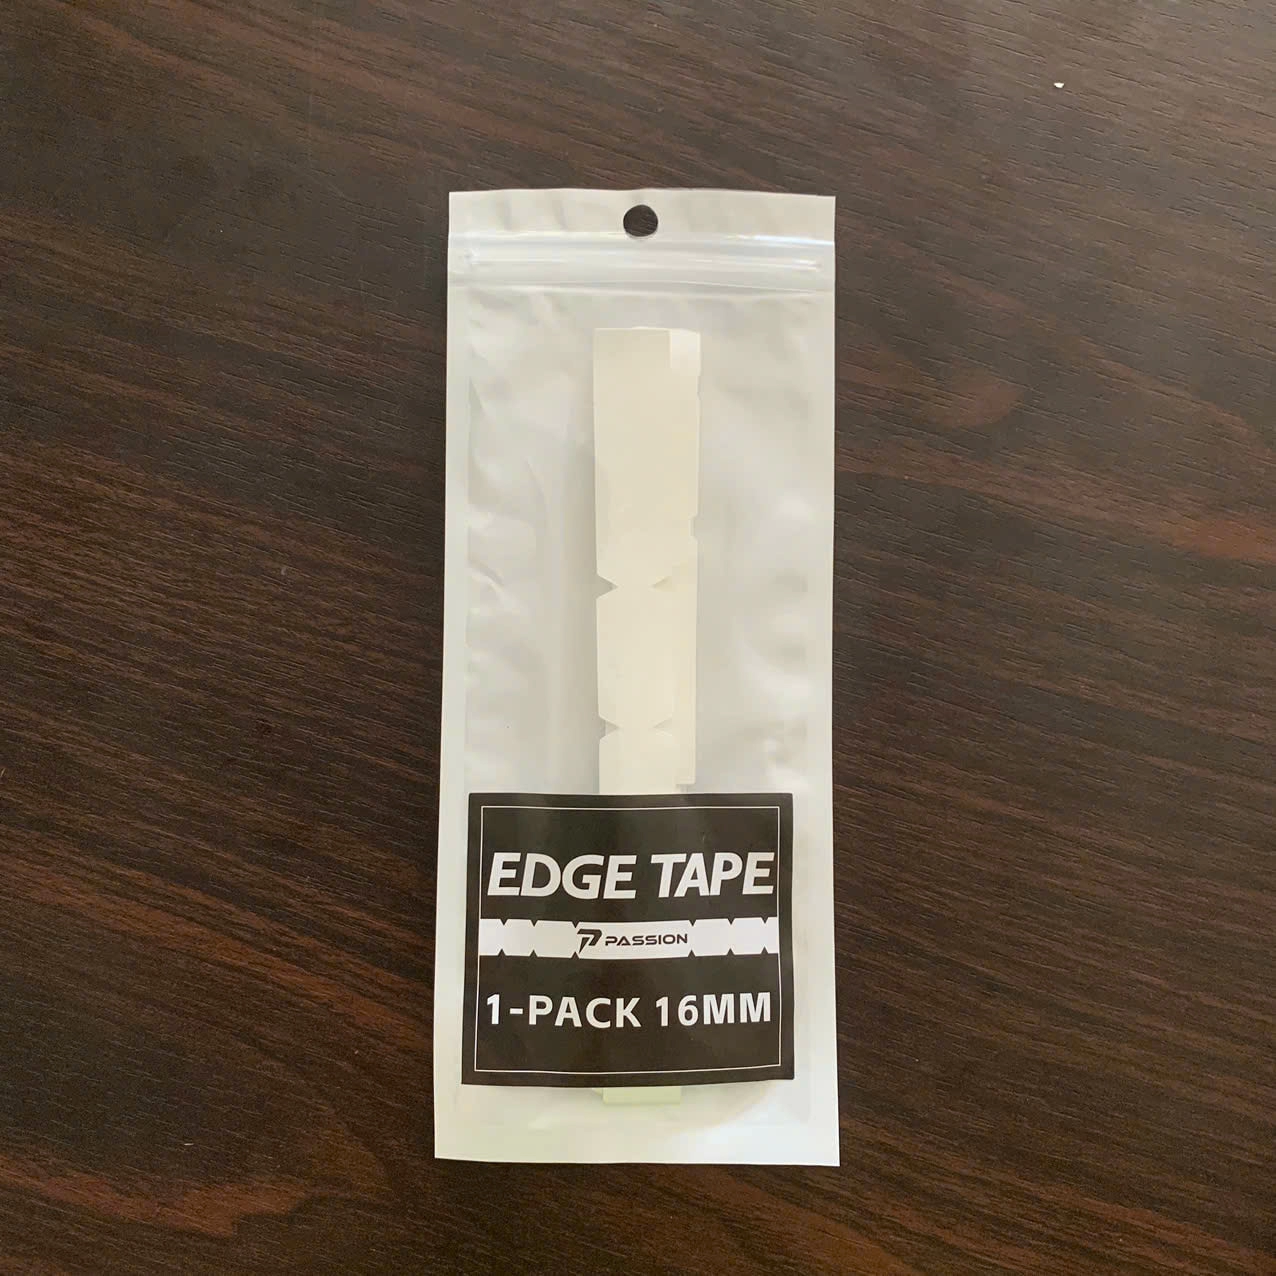 EDGE TAPE
PASSION
1-PACK 16MM